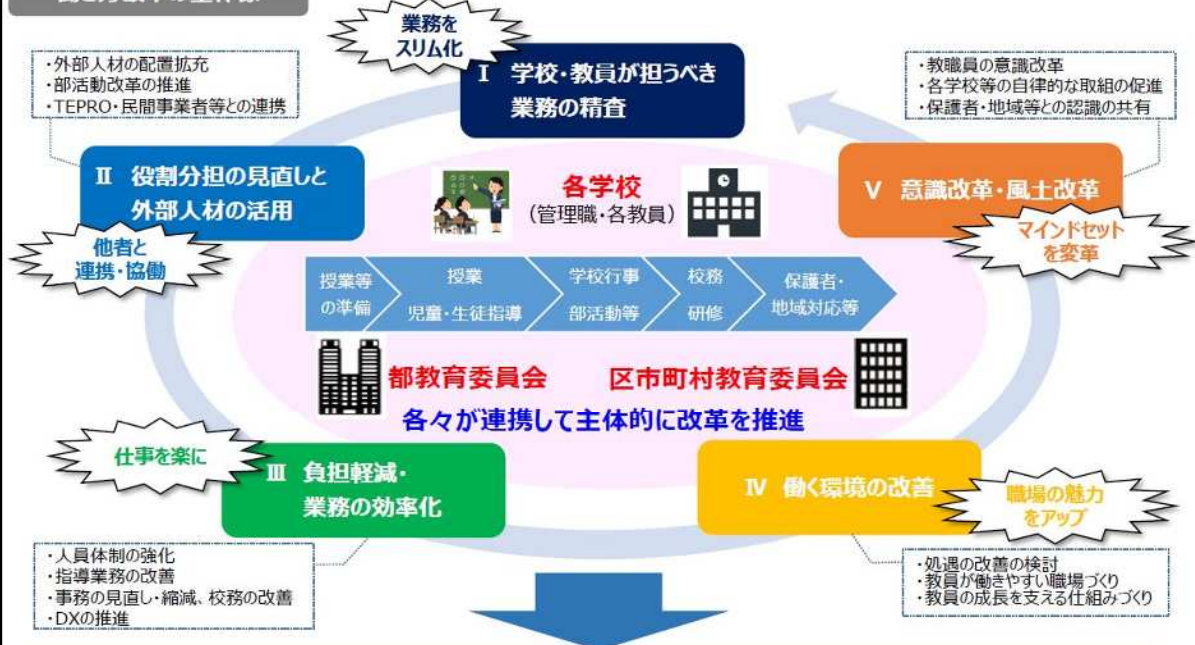 業務を
スリム化
Ⅰ 学校・教員が担うべき
業務の精査
・外部人材の配置拡充
・部活動改革の推進
・TEPRO・民間事業者等との連携
Ⅱ 役割分担の見直しと
外部人材の活用
他者と
連携・協働
・教職員の意識改革
・各学校等の自律的な取組の促進
・保護者・地域等との認識の共有
Ⅴ 意識改革・風土改革
マインドセット
を変革
各学校
（管理職・各教員）
授業等
の準備
授業
児童・生徒指導
学校行事
部活動等
校務
研修
保護者・
地域対応等
都教育委員会
区市町村教育委員会
各々が連携して主体的に改革を推進
仕事を楽に
Ⅲ 負担軽減・
業務の効率化
・人員体制の強化
・指導業務の改善
・事務の見直し・縮減、校務の改善
・DXの推進
Ⅳ 働く環境の改善
職場の魅力
をアップ
・処遇の改善の検討
・教員が働きやすい職場づくり
・教員の成長を支える仕組みづくり